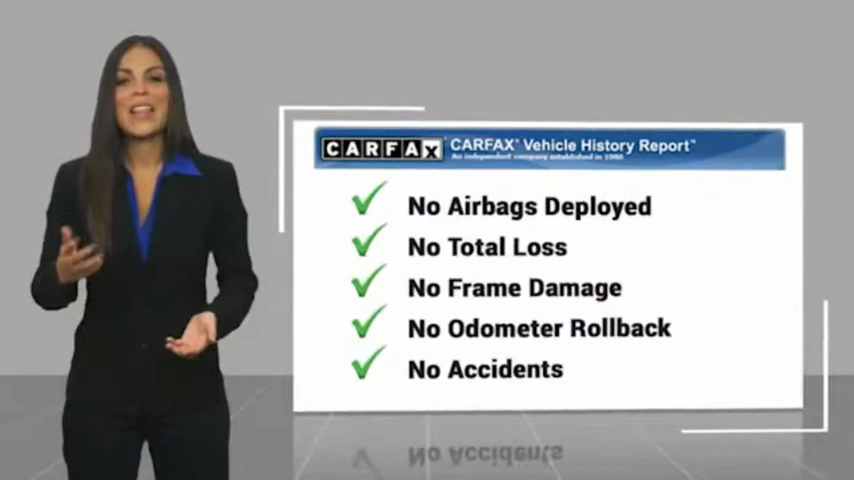 CARFAX CARFAX Vehicle History Report™
An independent company established in 1986
No Airbags Deployed
No Total Loss
No Frame Damage
No Odometer Rollback
No Accidents
No Accidents